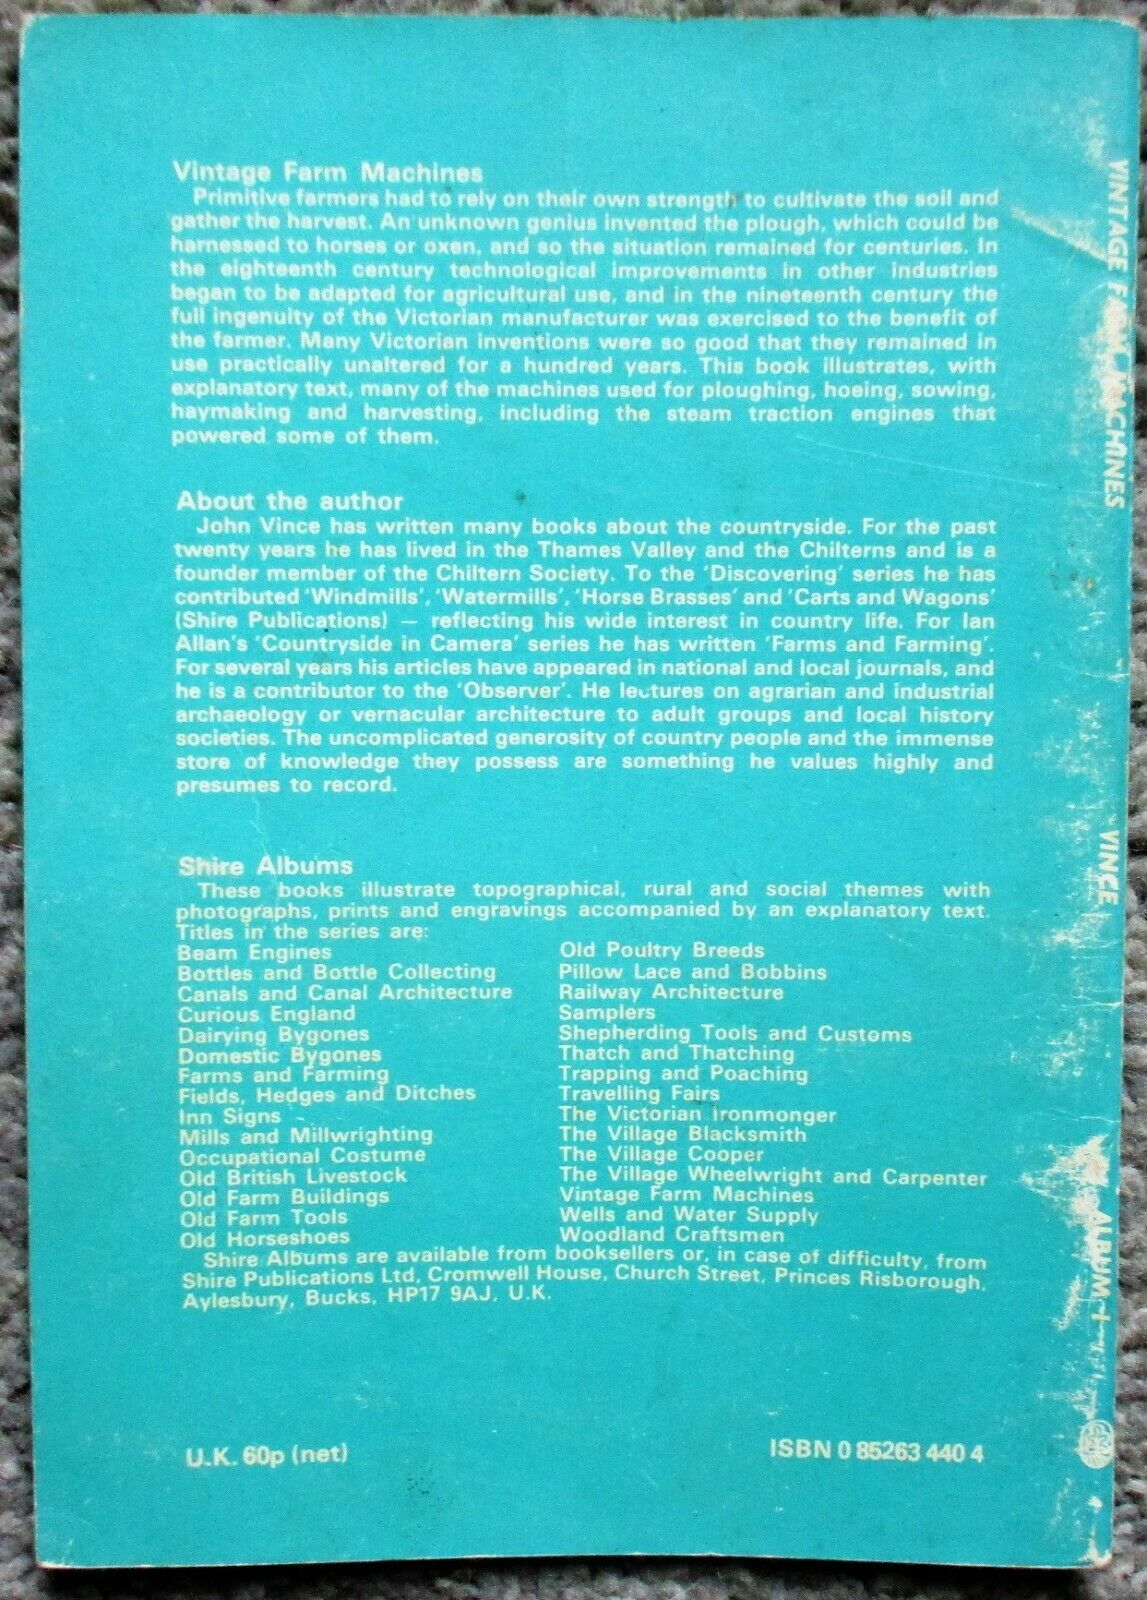 Vintage Farm Machines
Primitive farmers had to rely on their own strength to cultivate the soil and
gather the harvest. An unknown genius invented the plough, which could be
harnessed to horses or oxen, and so the situation remained for centuries. In
the eighteenth century technological improvements in other industries
began to be adapted for agricultural use, and in the nineteenth century the
full ingenuity of the Victorian manufacturer was exercised to the benefit of
the farmer. Many Victorian inventions were so good that they remained in
use practically unaltered for a hundred years. This book illustrates, with
explanatory text, many of the machines used for ploughing, hoeing, sowing,
haymaking and harvesting, including the steam traction engines that
powered some of them.
About the author
John Vince has written many books about the countryside. For the past
twenty years he has lived in the Thames Valley and the Chilterns and is a
founder member of the Chiltern Society. To the 'Discovering' series he has
contributed 'Windmills', 'Watermills', 'Horse Brasses' and 'Carts and Wagons'
(Shire Publications) — reflecting his wide interest in country life. For Ian
Allan's 'Countryside in Camera' series he has written 'Farms and Farming'.
For several years his articles have appeared in national and local journals, and
he is a contributor to the 'Observer'. He lectures on agrarian and industrial
archaeology or vernacular architecture to adult groups and local history
societies. The uncomplicated generosity of country people and the immense
store of knowledge they possess are something he values highly and
presumes to record.
Shire Albums
These books illustrate topographical, rural and social themes with
photographs, prints and engravings accompanied by an explanatory text.
Titles in the series are:
Beam Engines
Bottles and Bottle Collecting
Canals and Canal Architecture
Curious England
Dairying Bygones
Domestic Bygones
Farms and Farming
Fields, Hedges and Ditches
Inn Signs
Mills and Millwrighting
Occupational Costume
Old British Livestock
Old Farm Buildings
Old Farm Tools
Old Horseshoes
Old Poultry Breeds
Pillow Lace and Bobbins
Railway Architecture
Samplers
Shepherding Tools and Customs
Thatch and Thatching
Trapping and Poaching
Travelling Fairs
The Victorian Ironmonger
The Village Blacksmith
The Village Cooper
The Village Wheelwright and Carpenter
Vintage Farm Machines
Wells and Water Supply
Woodland Craftsmen
Shire Albums are available from booksellers or, in case of difficulty, from
Shire Publications Ltd, Cromwell House, Church Street, Princes Risborough,
Aylesbury, Bucks, HP17 9AJ, U.K.
U.K. 60p (net)
ISBN 0 85263 440 4
VINTAGE FARM MACHINES
VINCE
ALBUM 1